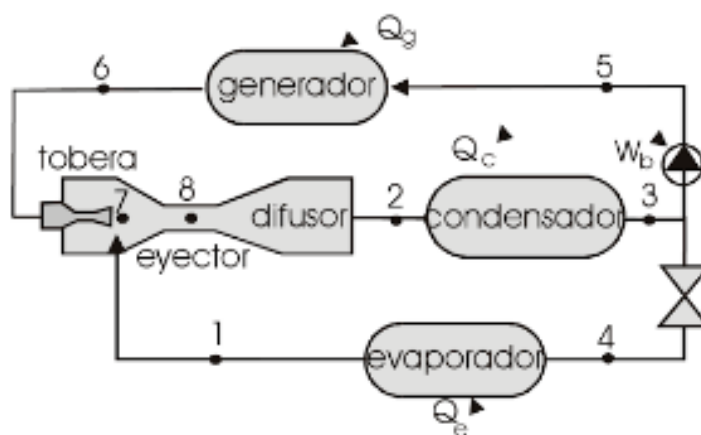 6
Q_g
generador
5
tobera
7
8
difusor
eyector
2
Q_c
condensador
3
W_b
1
evaporador
4
Q_e